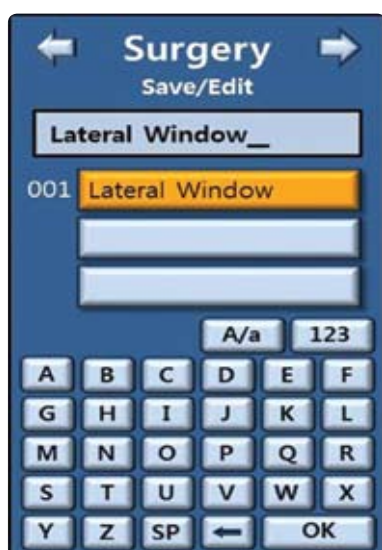 Surgery
Save/Edit
Lateral Window_
001 Lateral Window
A/a 123
A B C D E F
G H I J K L
M N O P Q R
S T U V W X
Y Z SP OK